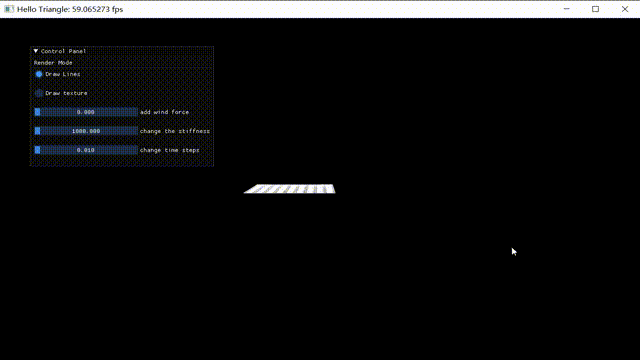 Hello Triangle: 59.065273 fps
Control Panel
Render Mode
Draw Lines
Draw texture
0.000 add wind force
1000.000 change the stiffness
0.010 change time steps